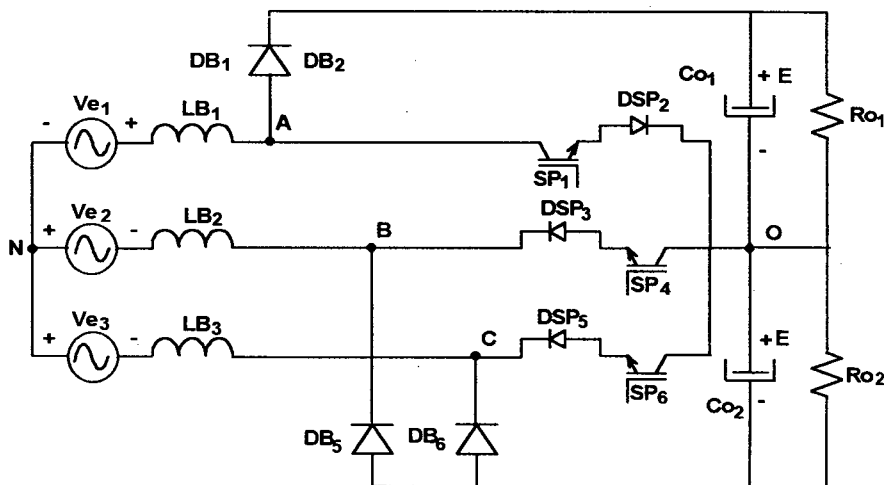 DB1 DB2
Co1 + E
-
DSP2
Ro1
- Ve1 + LB1 A
SP1
Ve2 LB2 B DSP3 O
N + -
SP4
Ve3 LB3 C DSP5
+ -
SP6
+E
Co2 -
Ro2
DB5 DB6